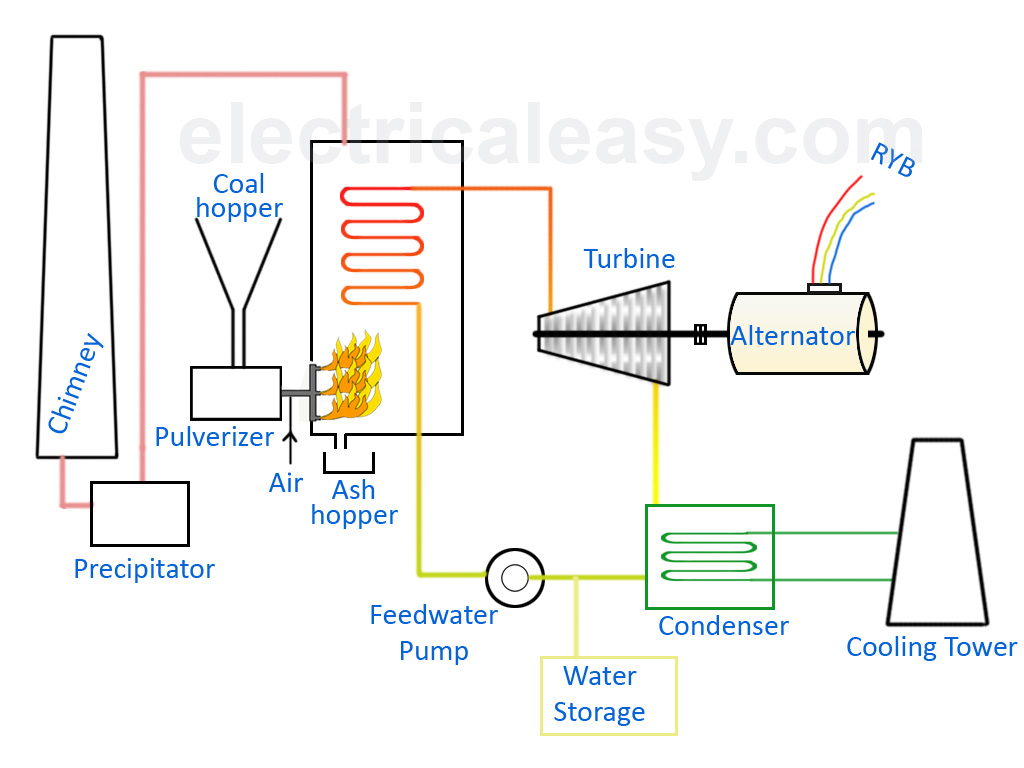 electricaleasy.com
RYB
Coal
hopper
Turbine
Alternator
Chimney
Pulverizer
Air
Ash
hopper
Precipitator
Feedwater
Pump
Condenser
Cooling Tower
Water
Storage